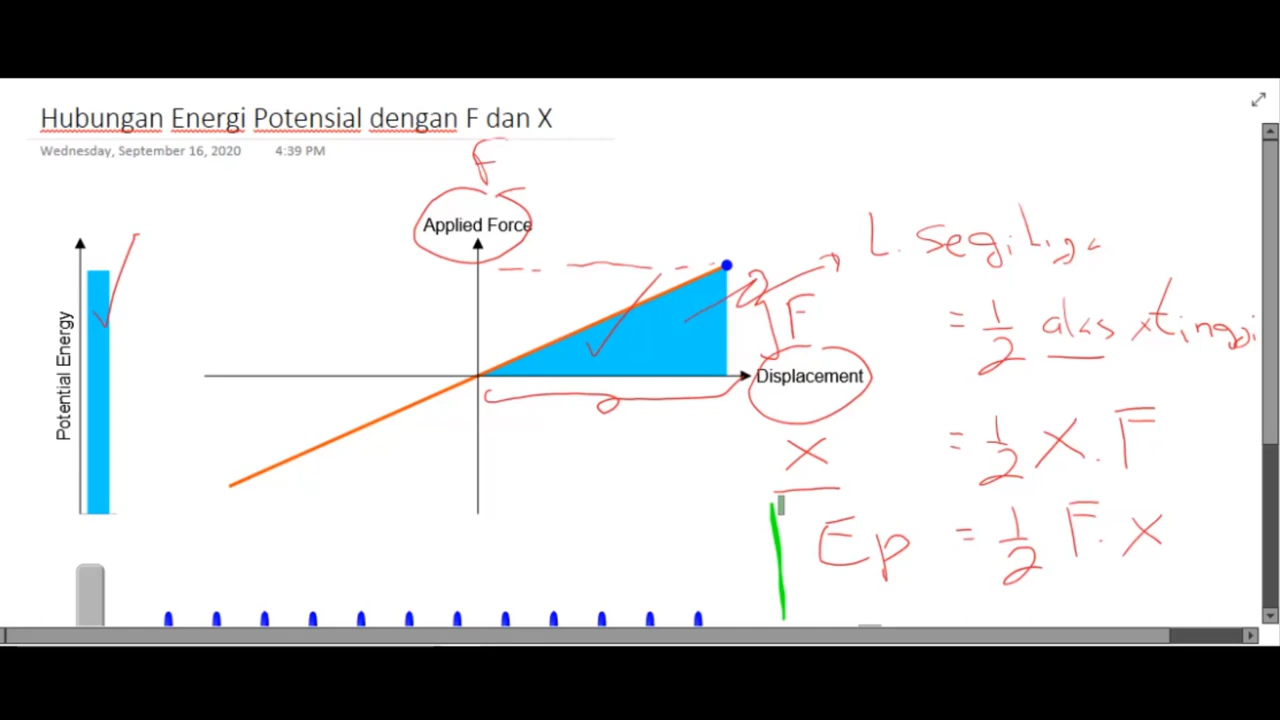 Hubungan Energi Potensial dengan F dan X
Wednesday, September 16, 2020 4:39 PM
F
Applied Force
Potential Energy
F
Displacement
X
L. Segitiga
= 1/2 alas x tinggi
= 1/2 X . F
Ep = 1/2 F . X